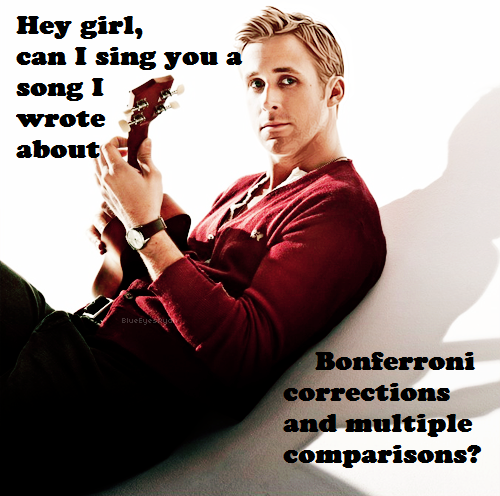 Hey girl,
can I sing you a
song I
wrote
about
Bonferroni
corrections
and multiple
comparisons?